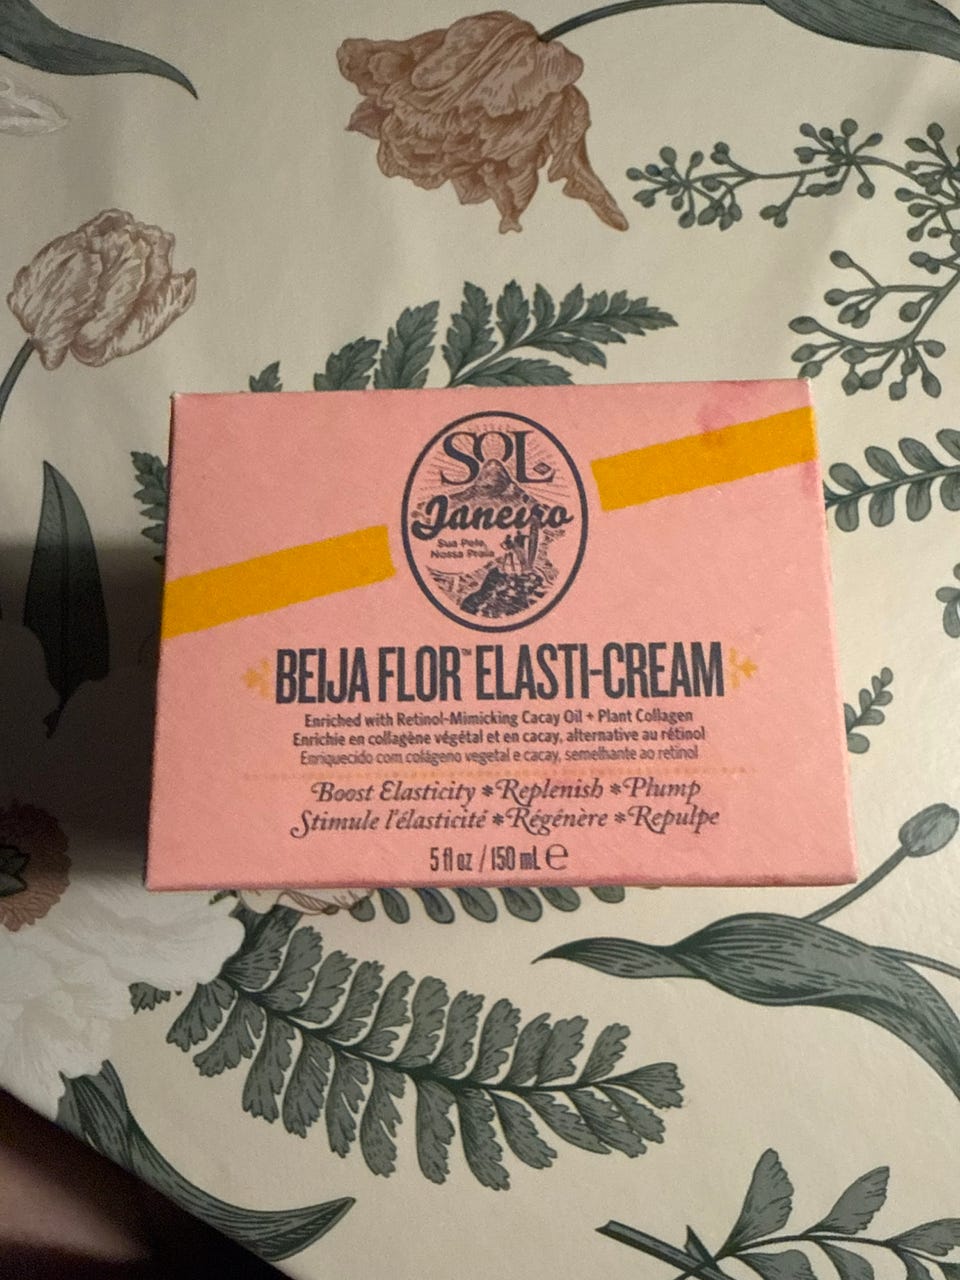 SOL
de
Janeiro
Sua Pele,
Nossa Praia
BEIJA FLOR™ ELASTI-CREAM
Enriched with Retinol-Mimicking Cacay Oil + Plant Collagen
Enrichie en collagène végétal et en cacay, alternative au rétinol
Enriquecido com colágeno vegetal e cacay, semelhante ao retinol
Boost Elasticity *Replenish *Plump
Stimule l'élasticité *Régénère *Repulpe
5 fl oz / 150 mL ℮